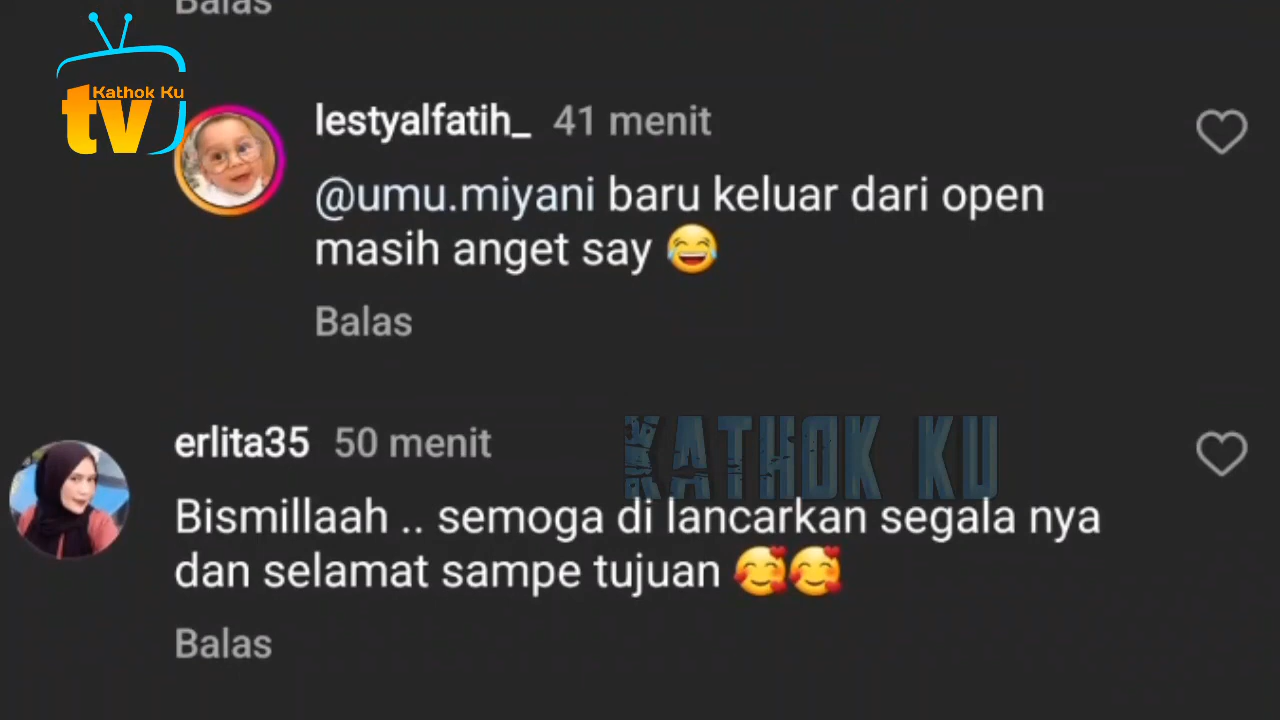 Balas
Kathok Ku
tv
lestyalfatih_ 41 menit
@umu.miyani baru keluar dari open
masih anget say 😂
Balas
erlita35 50 menit
KATHOK KU
Bismillaah .. semoga di lancarkan segala nya
dan selamat sampe tujuan 🥰🥰
Balas